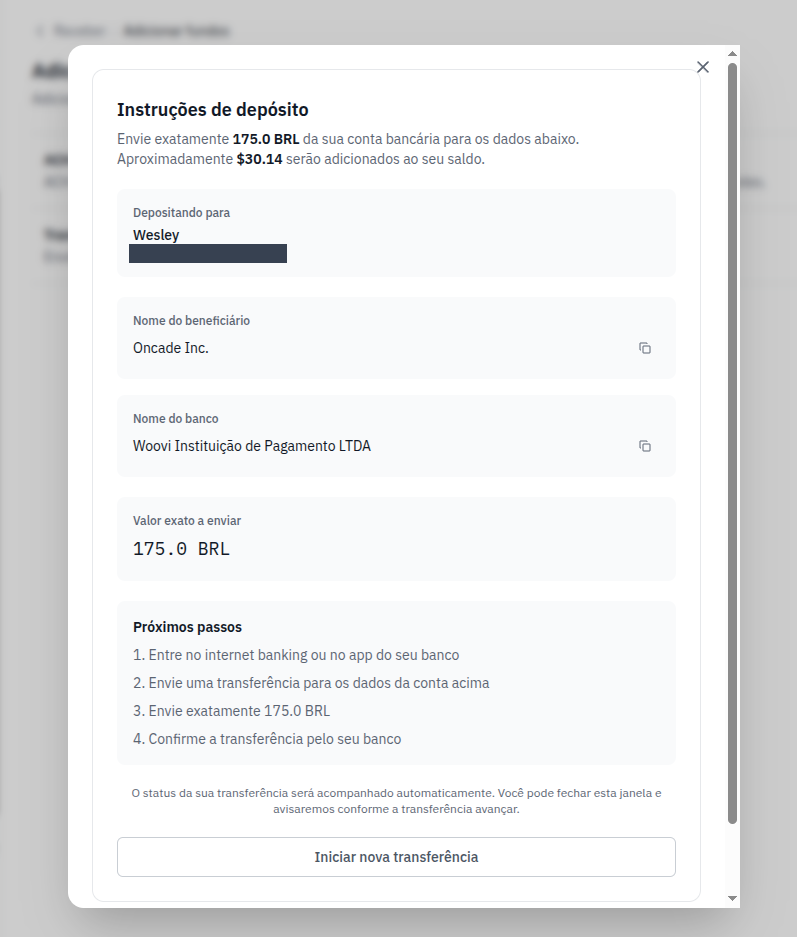 Adicionar fundos
Instruções de depósito
Envie exatamente 175.0 BRL da sua conta bancária para os dados abaixo.
Aproximadamente $30.14 serão adicionados ao seu saldo.
Depositando para
Wesley
Nome do beneficiário
Oncade Inc.
Nome do banco
Woovi Instituição de Pagamento LTDA
Valor exato a enviar
175.0 BRL
Próximos passos
1. Entre no internet banking ou no app do seu banco
2. Envie uma transferência para os dados da conta acima
3. Envie exatamente 175.0 BRL
4. Confirme a transferência pelo seu banco
O status da sua transferência será acompanhado automaticamente. Você pode fechar esta janela e
avisaremos conforme a transferência avançar.
Iniciar nova transferência